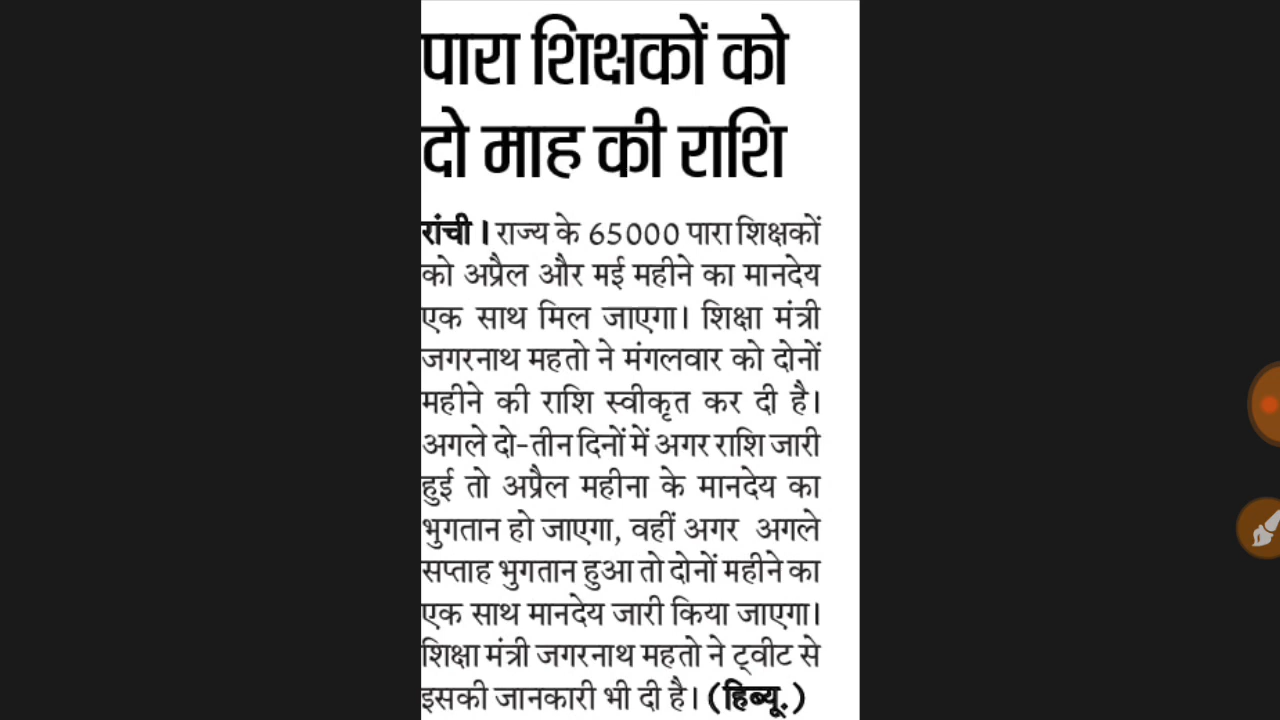 पारा शिक्षकों को
दो माह की राशि
रांची। राज्य के 65000 पारा शिक्षकों
को अप्रैल और मई महीने का मानदेय
एक साथ मिल जाएगा। शिक्षा मंत्री
जगरनाथ महतो ने मंगलवार को दोनों
महीने की राशि स्वीकृत कर दी है।
अगले दो-तीन दिनों में अगर राशि जारी
हुई तो अप्रैल महीना के मानदेय का
भुगतान हो जाएगा, वहीं अगर अगले
सप्ताह भुगतान हुआ तो दोनों महीने का
एक साथ मानदेय जारी किया जाएगा।
शिक्षा मंत्री जगरनाथ महतो ने ट्वीट से
इसकी जानकारी भी दी है। (हिब्यू.)